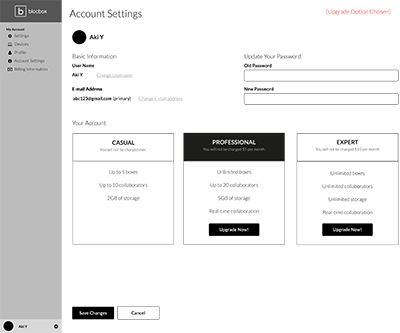 blocbox
My Account
Settings
Devices
Profile
Account Settings
Billing Information
Aki Y
Account Settings
[Upgrade Option Chosen]
Aki Y
Basic Information
User Name
Aki Y Change Username
E-mail Address
abc123@gmail.com (primary) Change E-mail address
Update Your Password
Old Password
New Password
Your Account
CASUAL
You will not be charged now
Up to 5 boxes
Up to 10 collaborators
2GB of storage
PROFESSIONAL
You will not be charged $5 per month
Unlimited boxes
Up to 20 collaborators
5GB of storage
Real-time collaboration
Upgrade Now!
EXPERT
You will not be charged $10 per month
Unlimited boxes
Unlimited collaborators
Unlimited storage
Real-time collaboration
Upgrade Now!
Save Changes
Cancel